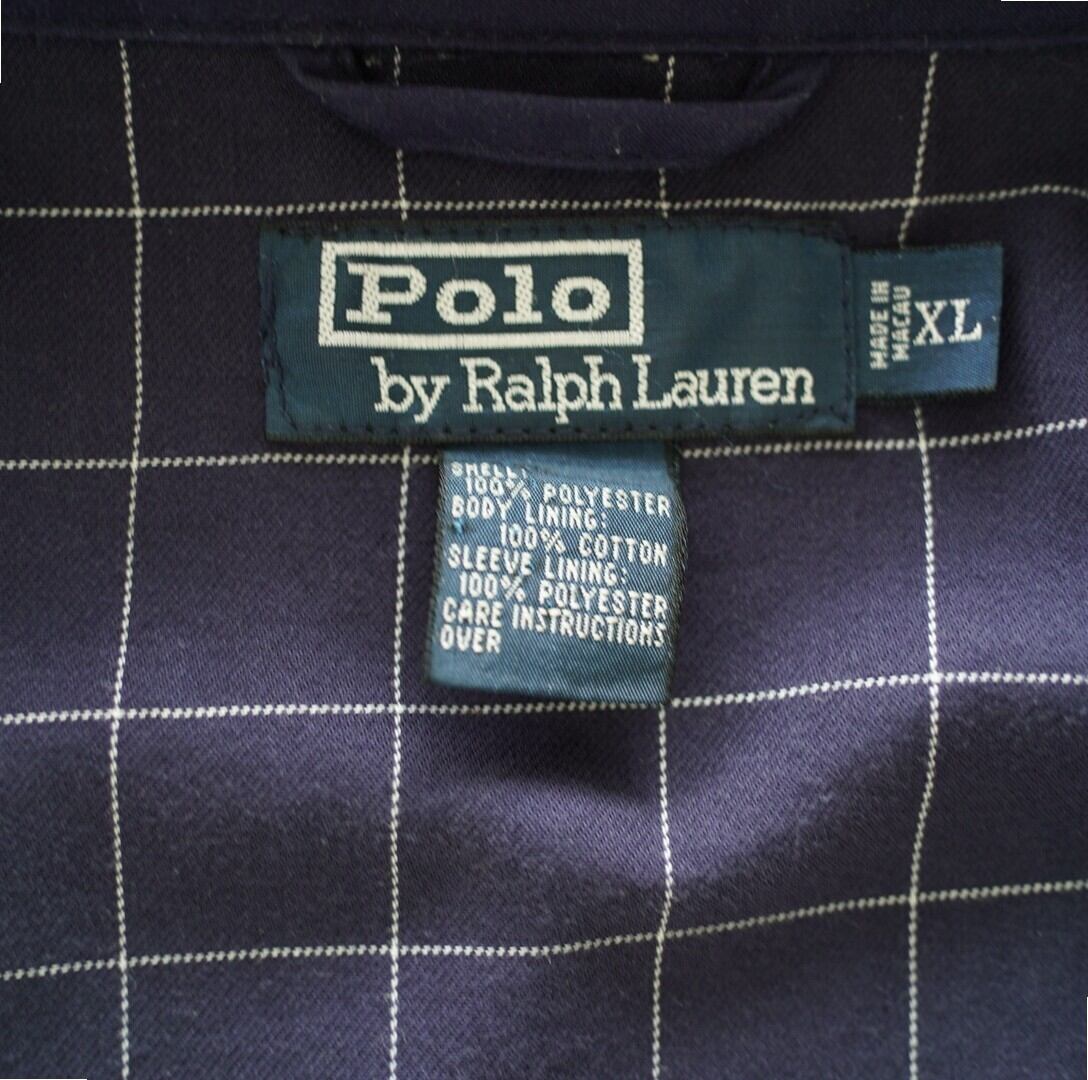 Polo
by Ralph Lauren
MADE IN
MACAU
XL
SHELL:
100% POLYESTER
BODY LINING:
100% COTTON
SLEEVE LINING:
100% POLYESTER
CARE INSTRUCTIONS
OVER